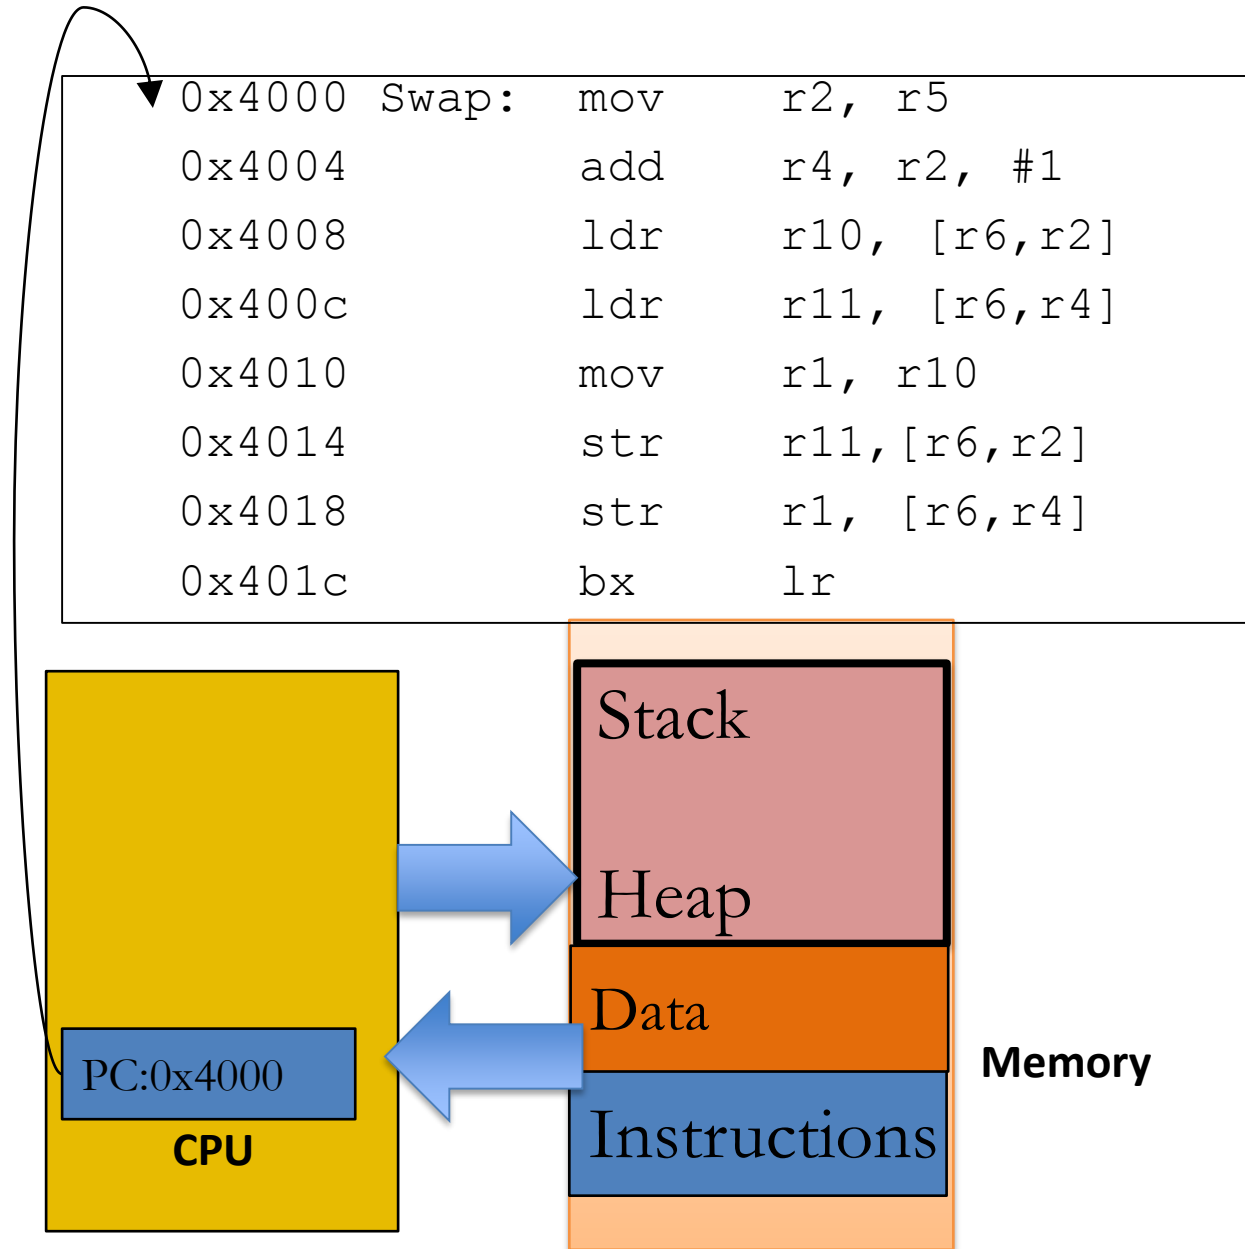 0x4000 Swap: mov r2, r5
0x4004 add r4, r2, #1
0x4008 ldr r10, [r6,r2]
0x400c ldr r11, [r6,r4]
0x4010 mov r1, r10
0x4014 str r11,[r6,r2]
0x4018 str r1, [r6,r4]
0x401c bx lr
Stack
Heap
Data
PC:0x4000
Memory
Instructions
CPU